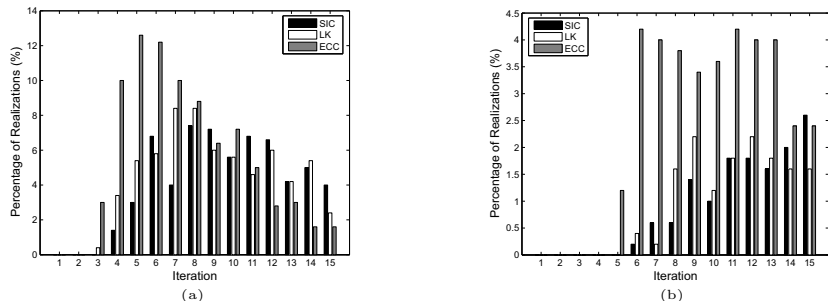 14
12
10
8
6
4
2
0
Percentage of Realizations (%)
SIC
LK
ECC
1 2 3 4 5 6 7 8 9 10 11 12 13 14 15
Iteration
(a)
4.5
4
3.5
3
2.5
2
1.5
1
0.5
0
Percentage of Realizations (%)
SIC
LK
ECC
1 2 3 4 5 6 7 8 9 10 11 12 13 14 15
Iteration
(b)